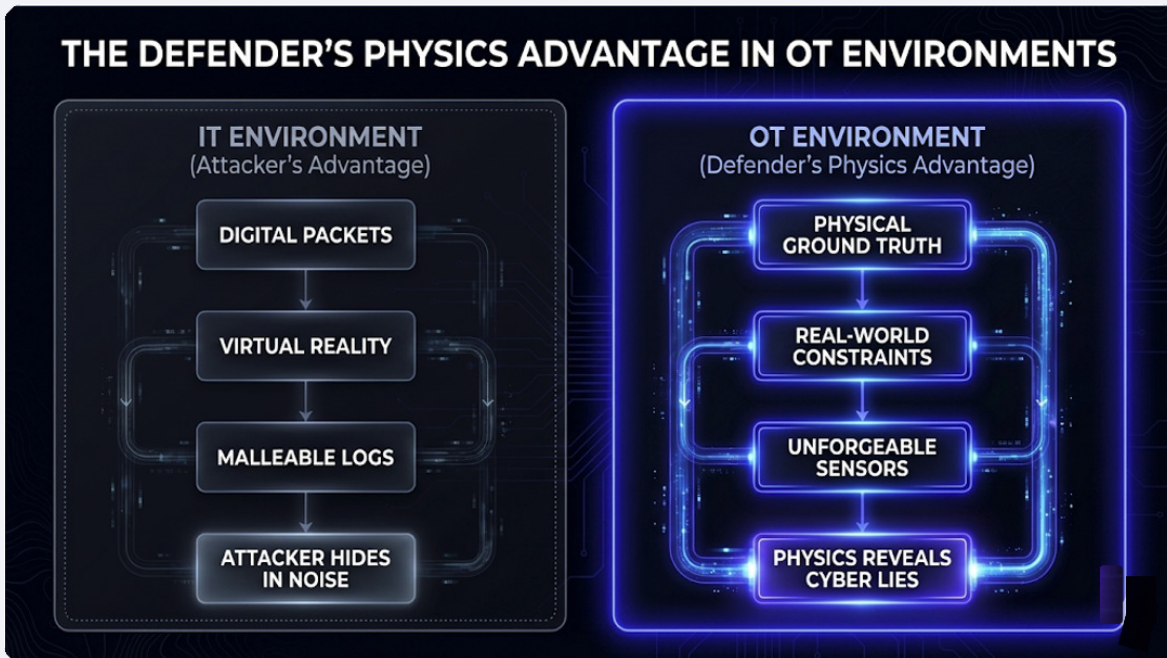 THE DEFENDER'S PHYSICS ADVANTAGE IN OT ENVIRONMENTS
IT ENVIRONMENT
(Attacker's Advantage)
DIGITAL PACKETS
VIRTUAL REALITY
MALLEABLE LOGS
ATTACKER HIDES
IN NOISE
OT ENVIRONMENT
(Defender's Physics Advantage)
PHYSICAL
GROUND TRUTH
REAL-WORLD
CONSTRAINTS
UNFORGEABLE
SENSORS
PHYSICS REVEALS
CYBER LIES